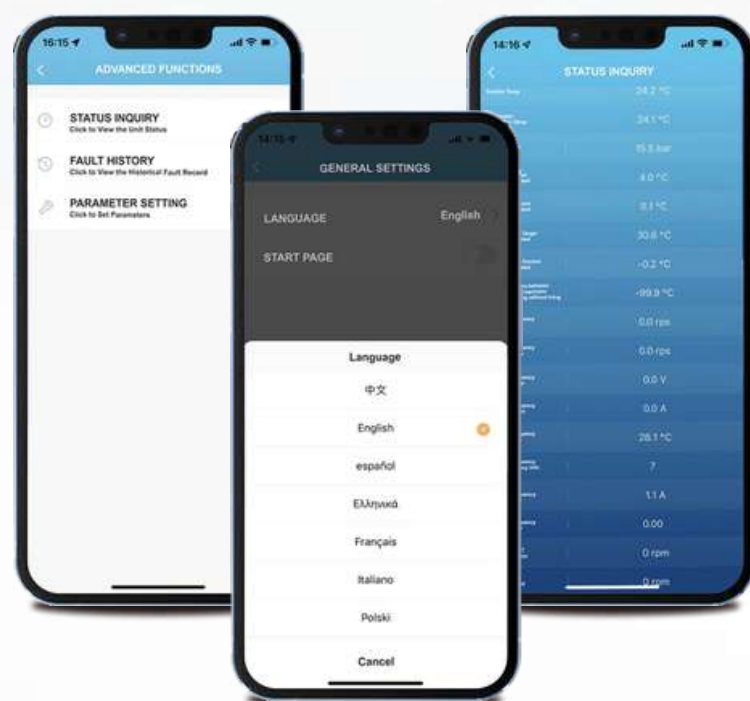 16:15
ADVANCED FUNCTIONS
STATUS INQUIRY
Click to View the Unit Status
FAULT HISTORY
Click to View the Historical Fault Record
PARAMETER SETTING
Click to Set Parameters
14:15
GENERAL SETTINGS
LANGUAGE English
START PAGE
Language
中文
English
español
Ελληνικά
Français
Italiano
Polski
Cancel
14:16
STATUS INQUIRY
24.2 °C
24.1 °C
15.5 bar
4.0 °C
0.1 °C
Target 30.6 °C
-0.2 °C
-99.9 °C
0.0 rps
0.0 rps
0.0 V
0.0 A
28.1 °C
7
1.1 A
0.00
0 rpm
0 rpm